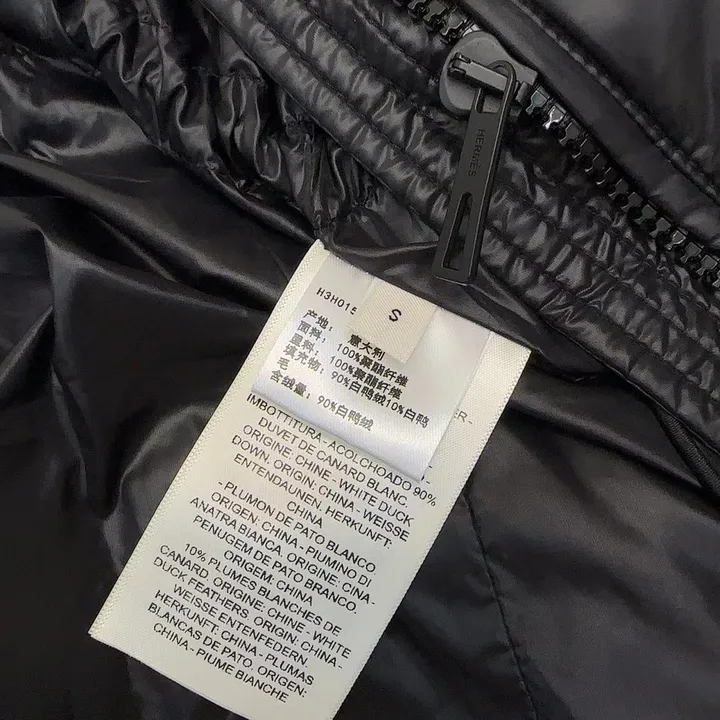 HERMÈS
S
H3H015
产地: 意大利
面料: 100%聚酯纤维
里料: 100%聚酯纤维
填充物: 90%白鸭绒10%白鸭
毛
含绒量: 90%白鸭绒
IMBOTTITURA - ACOLCHOADO 90%
DUVET DE CANARD BLANC.
ORIGINE: CHINE - WHITE DUCK
DOWN. ORIGIN: CHINA - WEISSE
ENTENDAUNEN. HERKUNFT:
CHINA
- PLUMON DE PATO BLANCO
ORIGEN: CHINA - PIUMINO DI
ANATRA BIANCA. ORIGINE: CINA -
PENUGEM DE PATO BRANCO.
ORIGEM: CHINA
10% PLUMES BLANCHES DE
CANARD. ORIGINE: CHINE - WHITE
DUCK FEATHERS. ORIGIN: CHINA -
WEISSE ENTENFEDERN.
HERKUNFT: CHINA - PLUMAS
BLANCAS DE PATO. ORIGEN:
CHINA - PIUME BIANCHE